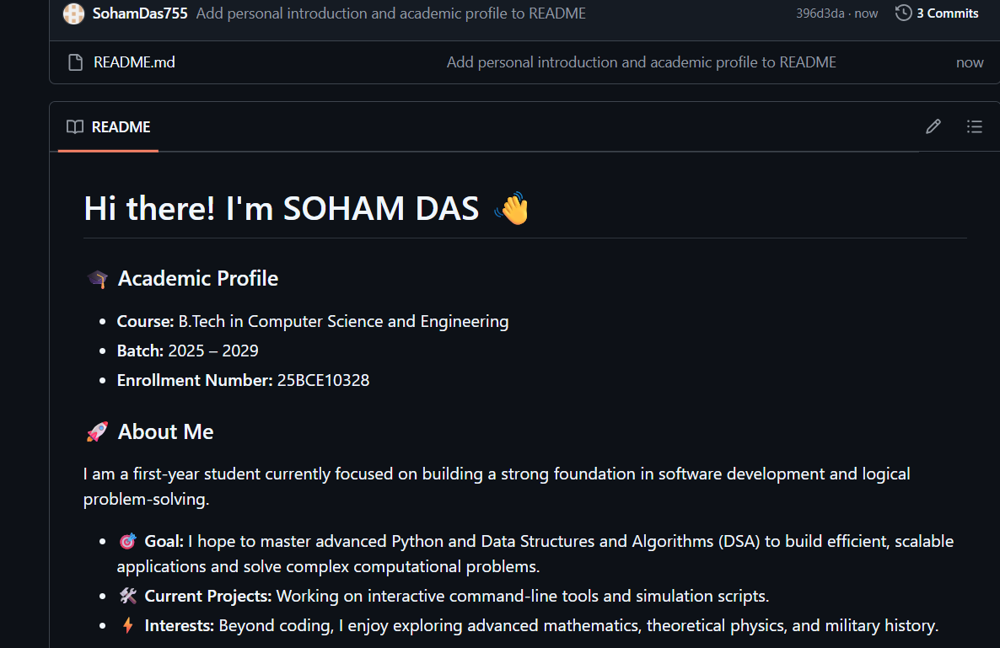 SohamDas755 Add personal introduction and academic profile to README 396d3da · now 3 Commits
README.md Add personal introduction and academic profile to README now
README
Hi there! I'm SOHAM DAS 👋
🎓 Academic Profile
• Course: B.Tech in Computer Science and Engineering
• Batch: 2025 – 2029
• Enrollment Number: 25BCE10328
🚀 About Me
I am a first-year student currently focused on building a strong foundation in software development and logical
problem-solving.
• 🎯 Goal: I hope to master advanced Python and Data Structures and Algorithms (DSA) to build efficient, scalable
applications and solve complex computational problems.
• 🛠️ Current Projects: Working on interactive command-line tools and simulation scripts.
• ⚡ Interests: Beyond coding, I enjoy exploring advanced mathematics, theoretical physics, and military history.